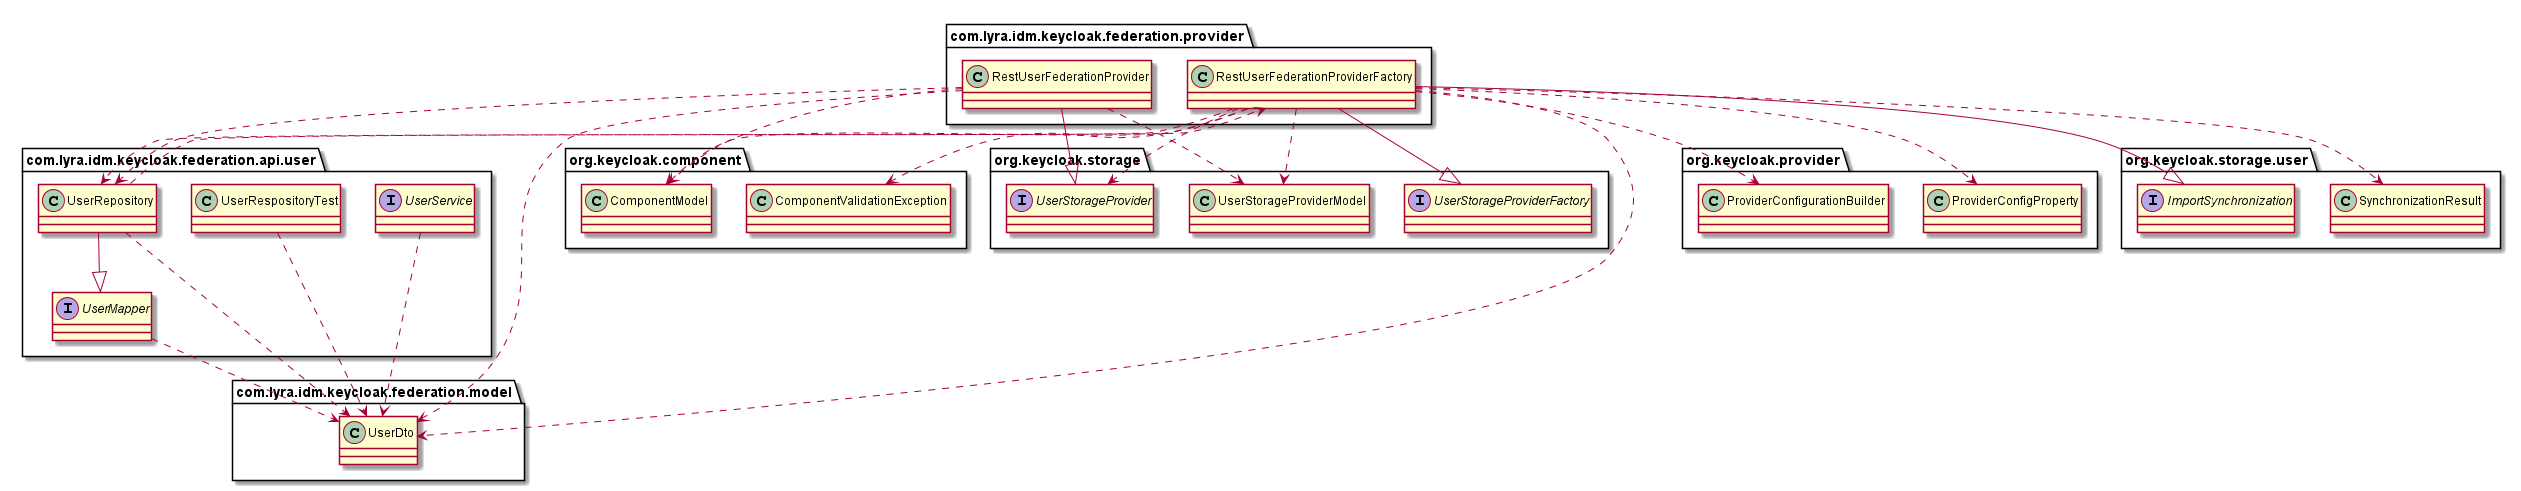 com.lyra.idm.keycloak.federation.provider
C RestUserFederationProvider
C RestUserFederationProviderFactory
com.lyra.idm.keycloak.federation.api.user
C UserRepository
C UserRespositoryTest
I UserService
I UserMapper
org.keycloak.component
C ComponentModel
C ComponentValidationException
org.keycloak.storage
I UserStorageProvider
C UserStorageProviderModel
I UserStorageProviderFactory
org.keycloak.provider
C ProviderConfigurationBuilder
C ProviderConfigProperty
org.keycloak.storage.user
I ImportSynchronization
C SynchronizationResult
com.lyra.idm.keycloak.federation.model
C UserDto